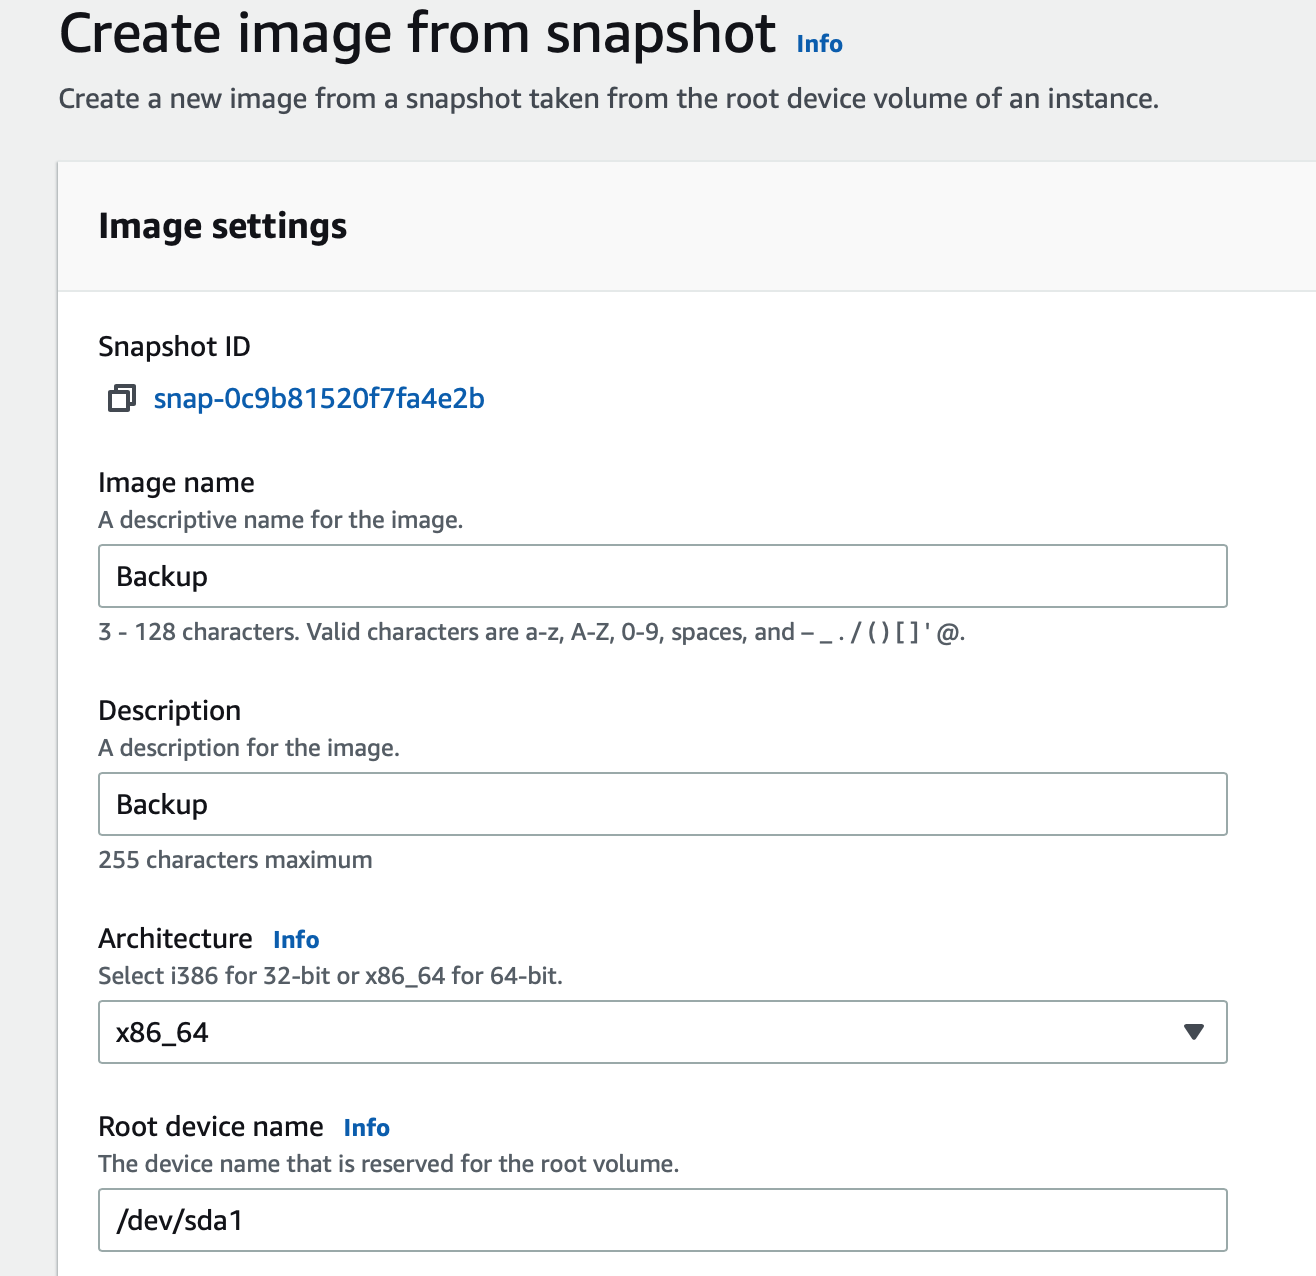 Create image from snapshot Info
Create a new image from a snapshot taken from the root device volume of an instance.
Image settings
Snapshot ID
snap-0c9b81520f7fa4e2b
Image name
A descriptive name for the image.
Backup
3 - 128 characters. Valid characters are a-z, A-Z, 0-9, spaces, and – _ . / ( ) [ ] ' @.
Description
A description for the image.
Backup
255 characters maximum
Architecture Info
Select i386 for 32-bit or x86_64 for 64-bit.
x86_64
Root device name Info
The device name that is reserved for the root volume.
/dev/sda1